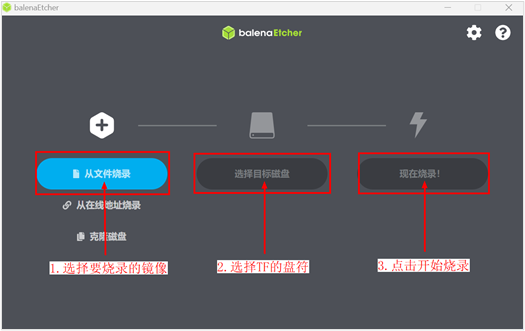 balenaEtcher
balenaEtcher
从文件烧录
选择目标磁盘
现在烧录!
从在线地址烧录
克隆磁盘
1.选择要烧录的镜像
2.选择TF的盘符
3.点击开始烧录